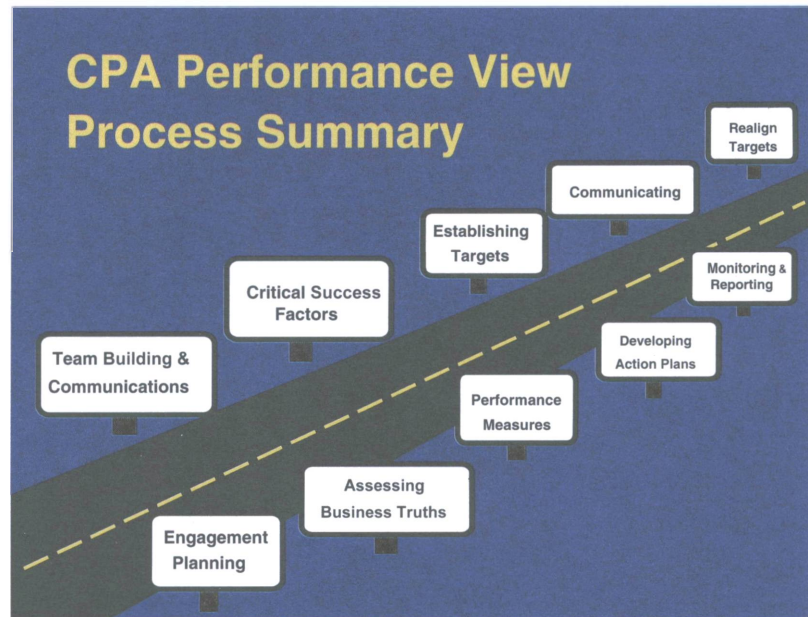 CPA Performance View
Process Summary
Realign
Targets
Communicating
Establishing
Targets
Monitoring &
Reporting
Critical Success
Factors
Developing
Action Plans
Team Building &
Communications
Performance
Measures
Assessing
Business Truths
Engagement
Planning